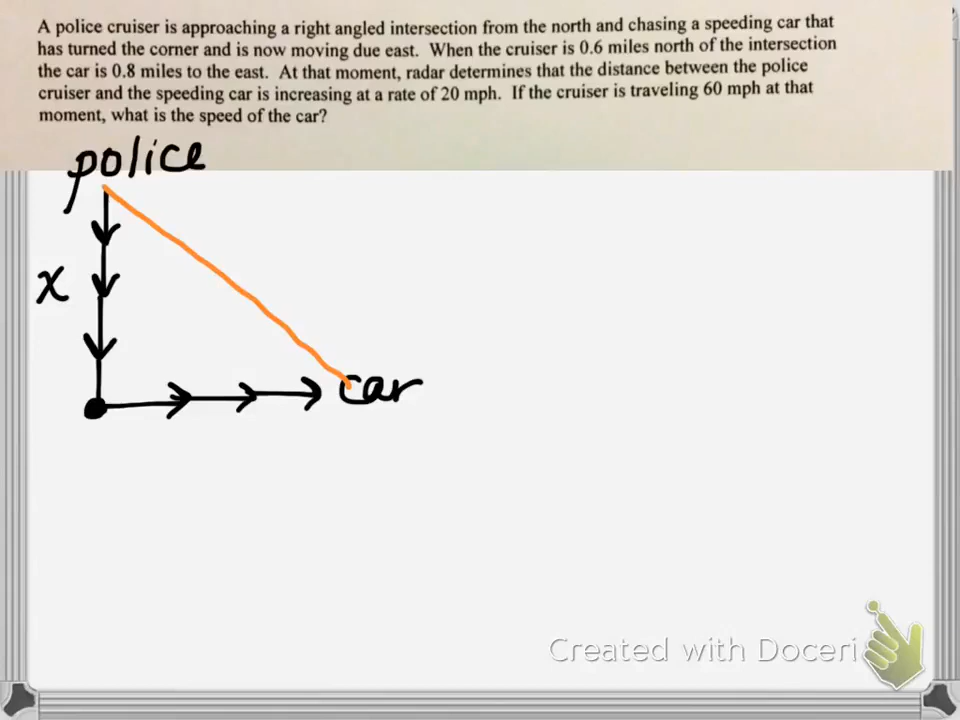 A police cruiser is approaching a right angled intersection from the north and chasing a speeding car that
has turned the corner and is now moving due east. When the cruiser is 0.6 miles north of the intersection
the car is 0.8 miles to the east. At that moment, radar determines that the distance between the police
cruiser and the speeding car is increasing at a rate of 20 mph. If the cruiser is traveling 60 mph at that
moment, what is the speed of the car?
police
x
car
Created with Doceri